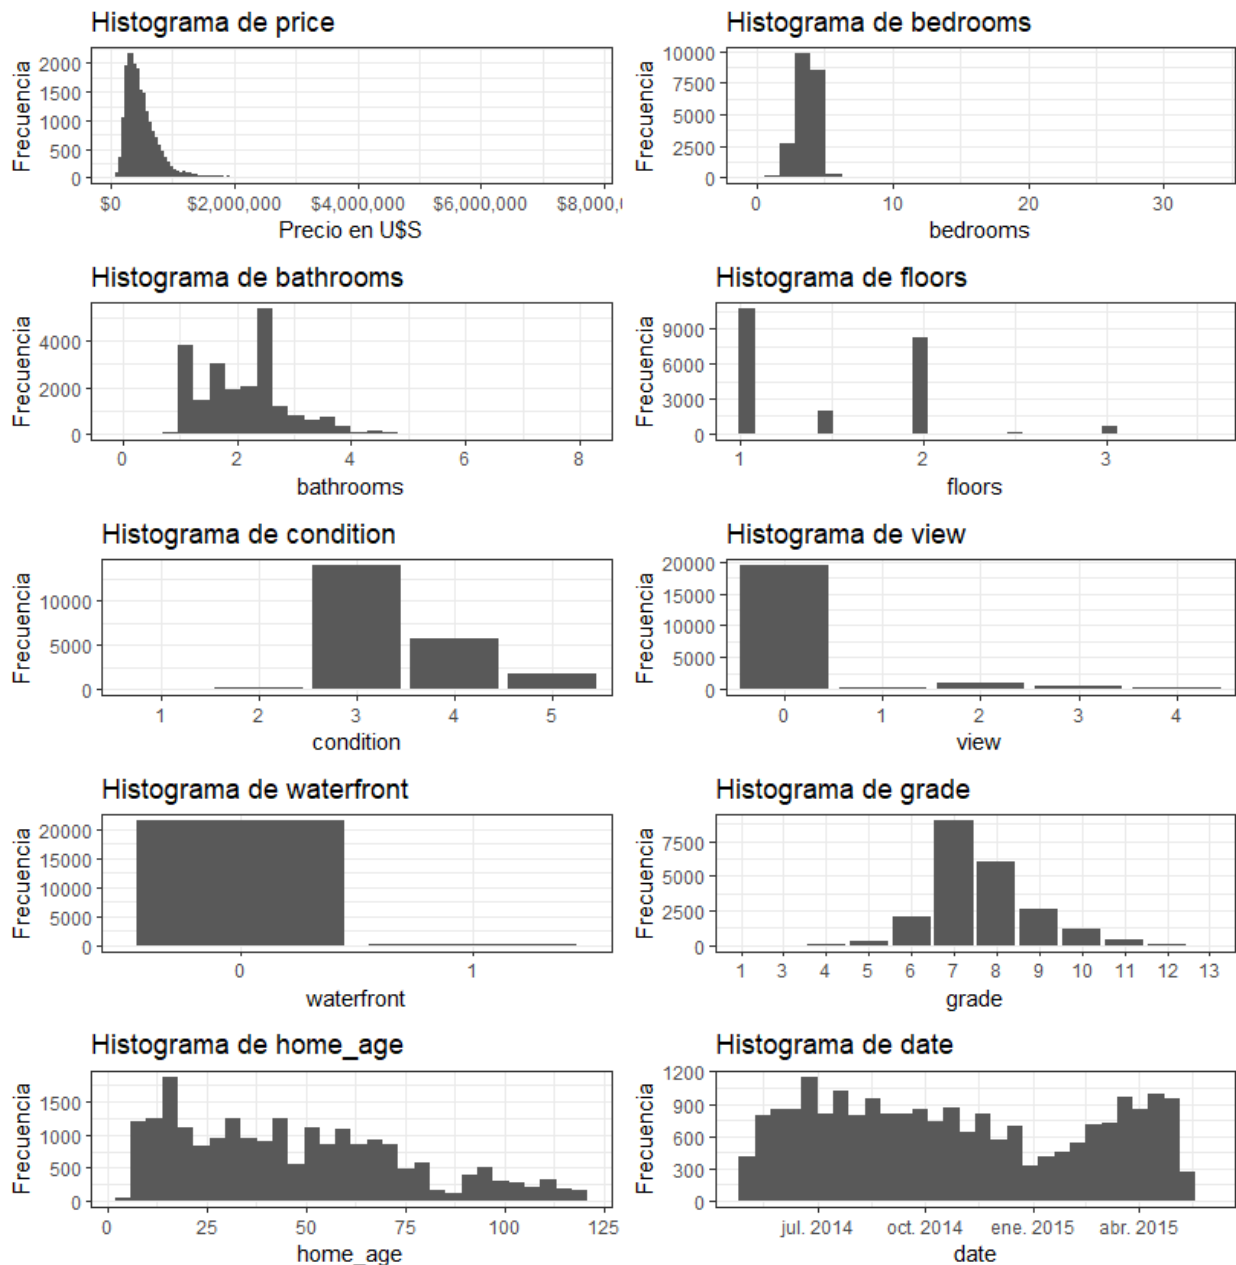 Histograma de price
Frecuencia
2000
1500
1000
500
0
$0 $2,000,000 $4,000,000 $6,000,000 $8,000,(
Precio en U$S
Histograma de bedrooms
Frecuencia
10000
7500
5000
2500
0
0 10 20 30
bedrooms
Histograma de bathrooms
Frecuencia
4000
2000
0
0 2 4 6 8
bathrooms
Histograma de floors
Frecuencia
9000
6000
3000
0
1 2 3
floors
Histograma de condition
Frecuencia
10000
5000
0
1 2 3 4 5
condition
Histograma de view
Frecuencia
20000
15000
10000
5000
0
0 1 2 3 4
view
Histograma de waterfront
Frecuencia
20000
15000
10000
5000
0
0 1
waterfront
Histograma de grade
Frecuencia
7500
5000
2500
0
1 3 4 5 6 7 8 9 10 11 12 13
grade
Histograma de home_age
Frecuencia
1500
1000
500
0
0 25 50 75 100 125
home_age
Histograma de date
Frecuencia
1200
900
600
300
0
jul. 2014 oct. 2014 ene. 2015 abr. 2015
date